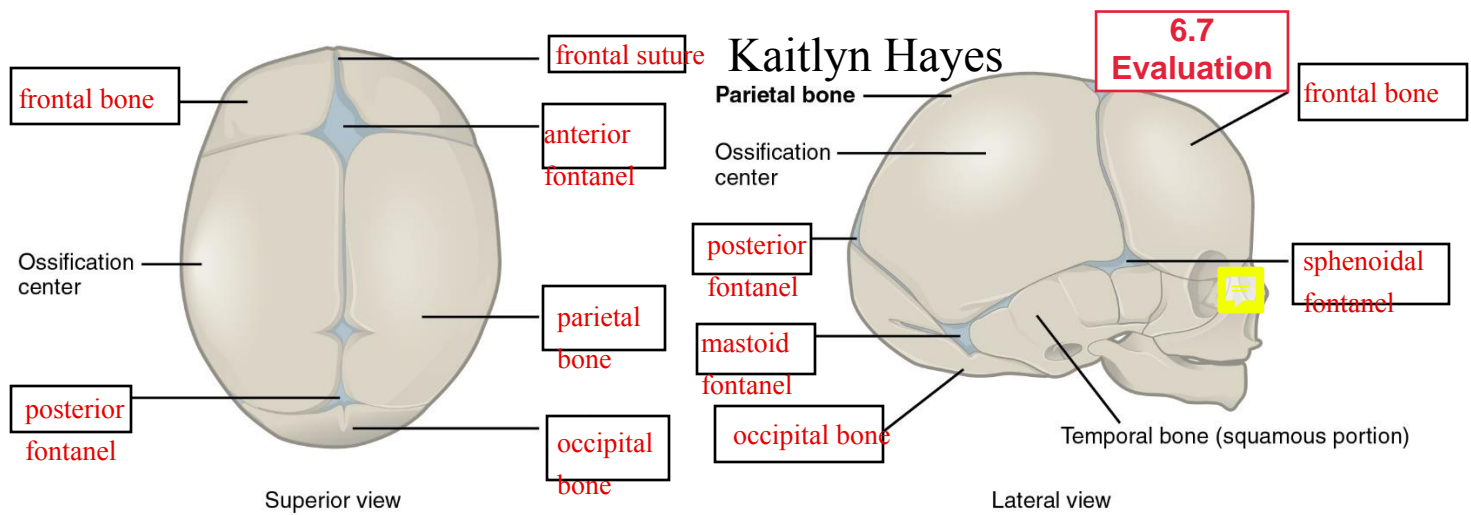 frontal suture
Kaitlyn Hayes
6.7
Evaluation
frontal bone
Parietal bone
frontal bone
anterior
fontanel
Ossification
center
posterior
fontanel
Ossification
center
sphenoidal
fontanel
parietal
bone
mastoid
fontanel
posterior
fontanel
occipital
bone
occipital bone
Temporal bone (squamous portion)
Superior view
Lateral view